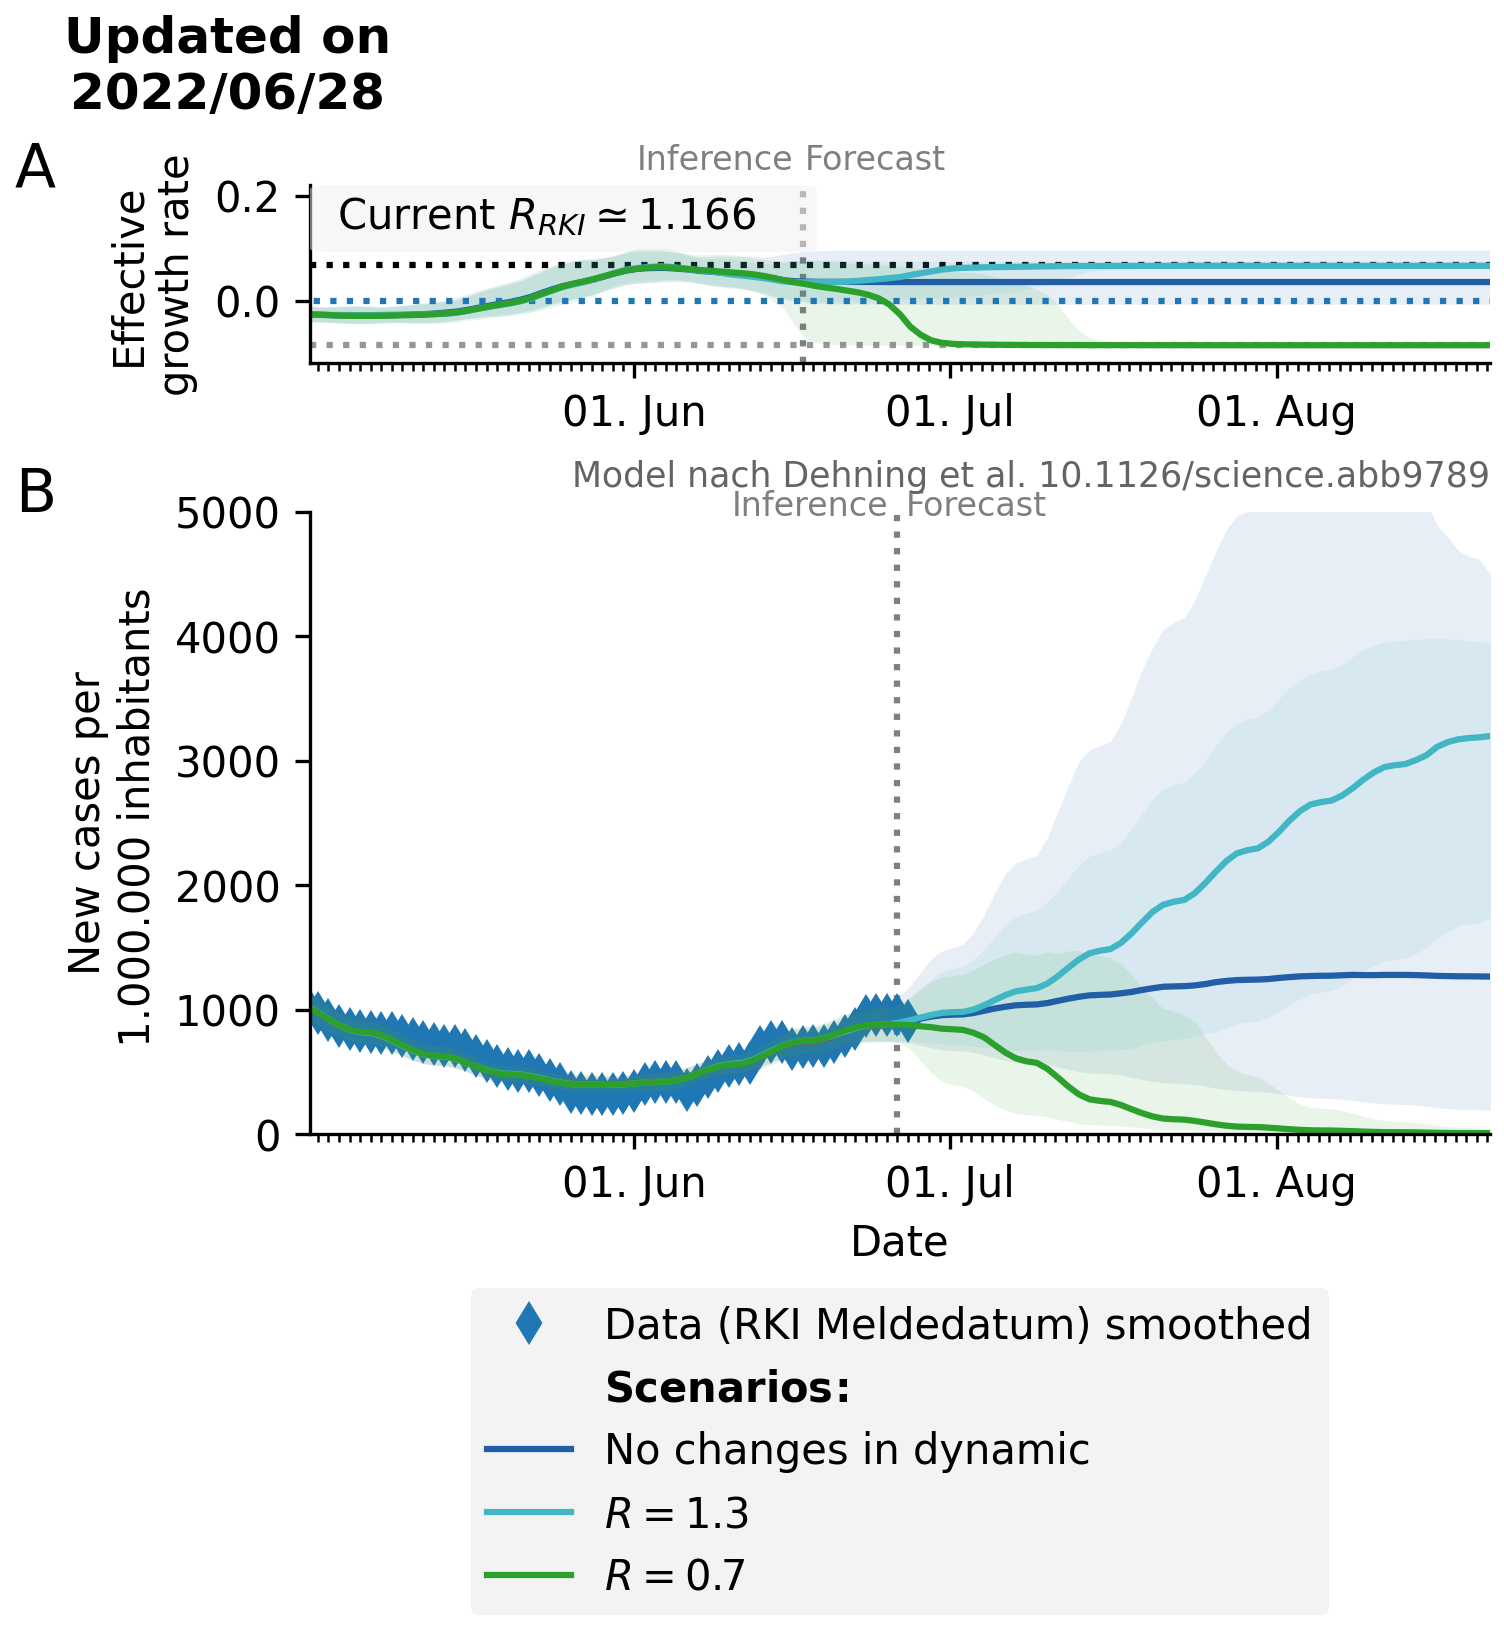 Updated on
2022/06/28
A
Effective
growth rate
Inference Forecast
0.2
0.0
Current R_RKI ≃ 1.166
01. Jun
01. Jul
01. Aug
B
Model nach Dehning et al. 10.1126/science.abb9789
Inference Forecast
New cases per
1.000.000 inhabitants
5000
4000
3000
2000
1000
0
01. Jun
01. Jul
01. Aug
Date
Data (RKI Meldedatum) smoothed
Scenarios:
No changes in dynamic
R = 1.3
R = 0.7